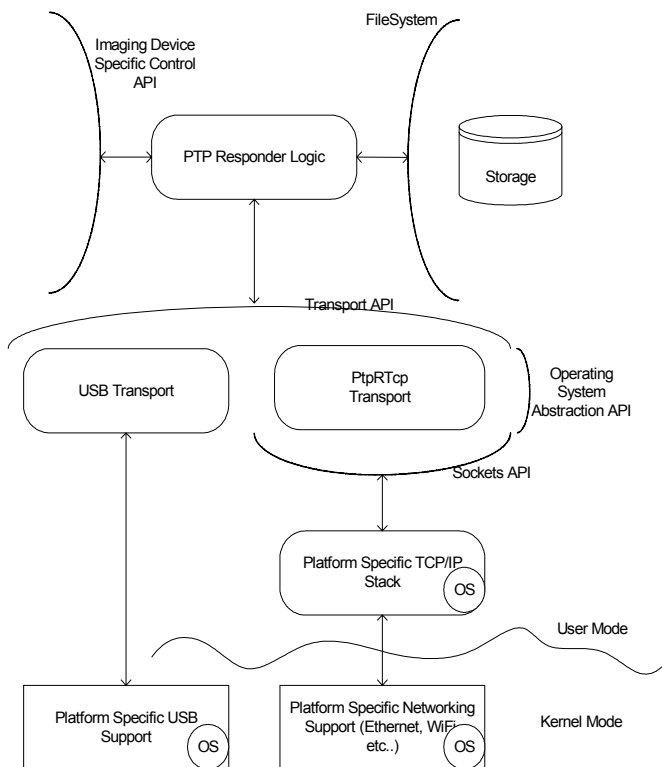 FileSystem
Imaging Device
Specific Control
API
PTP Responder Logic
Storage
Transport API
USB Transport
PtpRTcp
Transport
Operating
System
Abstraction API
Sockets API
Platform Specific TCP/IP
Stack
OS
User Mode
Platform Specific USB
Support
OS
Platform Specific Networking
Support (Ethernet, WiFi
etc..)
OS
Kernel Mode